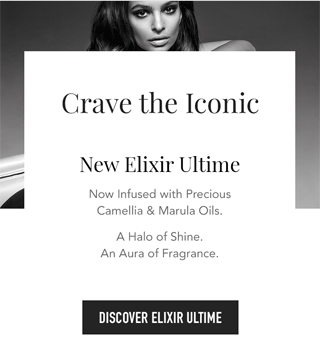 Crave the Iconic
New Elixir Ultime
Now Infused with Precious
Camellia & Marula Oils.
A Halo of Shine.
An Aura of Fragrance.
DISCOVER ELIXIR ULTIME